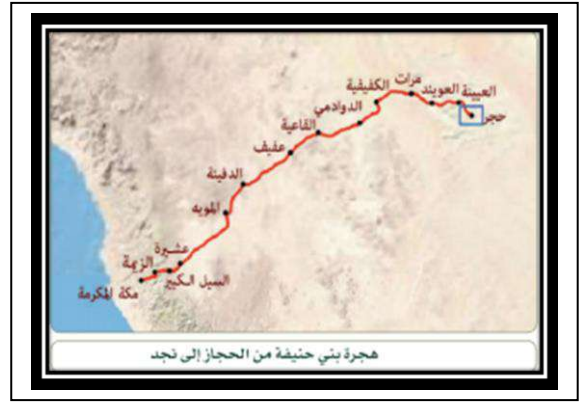 العيينة
العويند
مرات
الكفيفية
حجر
الدوادمي
القاعية
عفيف
الدفينة
المويه
عشيرة
الزيمة
السيل الكبير
مكة المكرمة
هجرة بني حنيفة من الحجاز إلى نجد